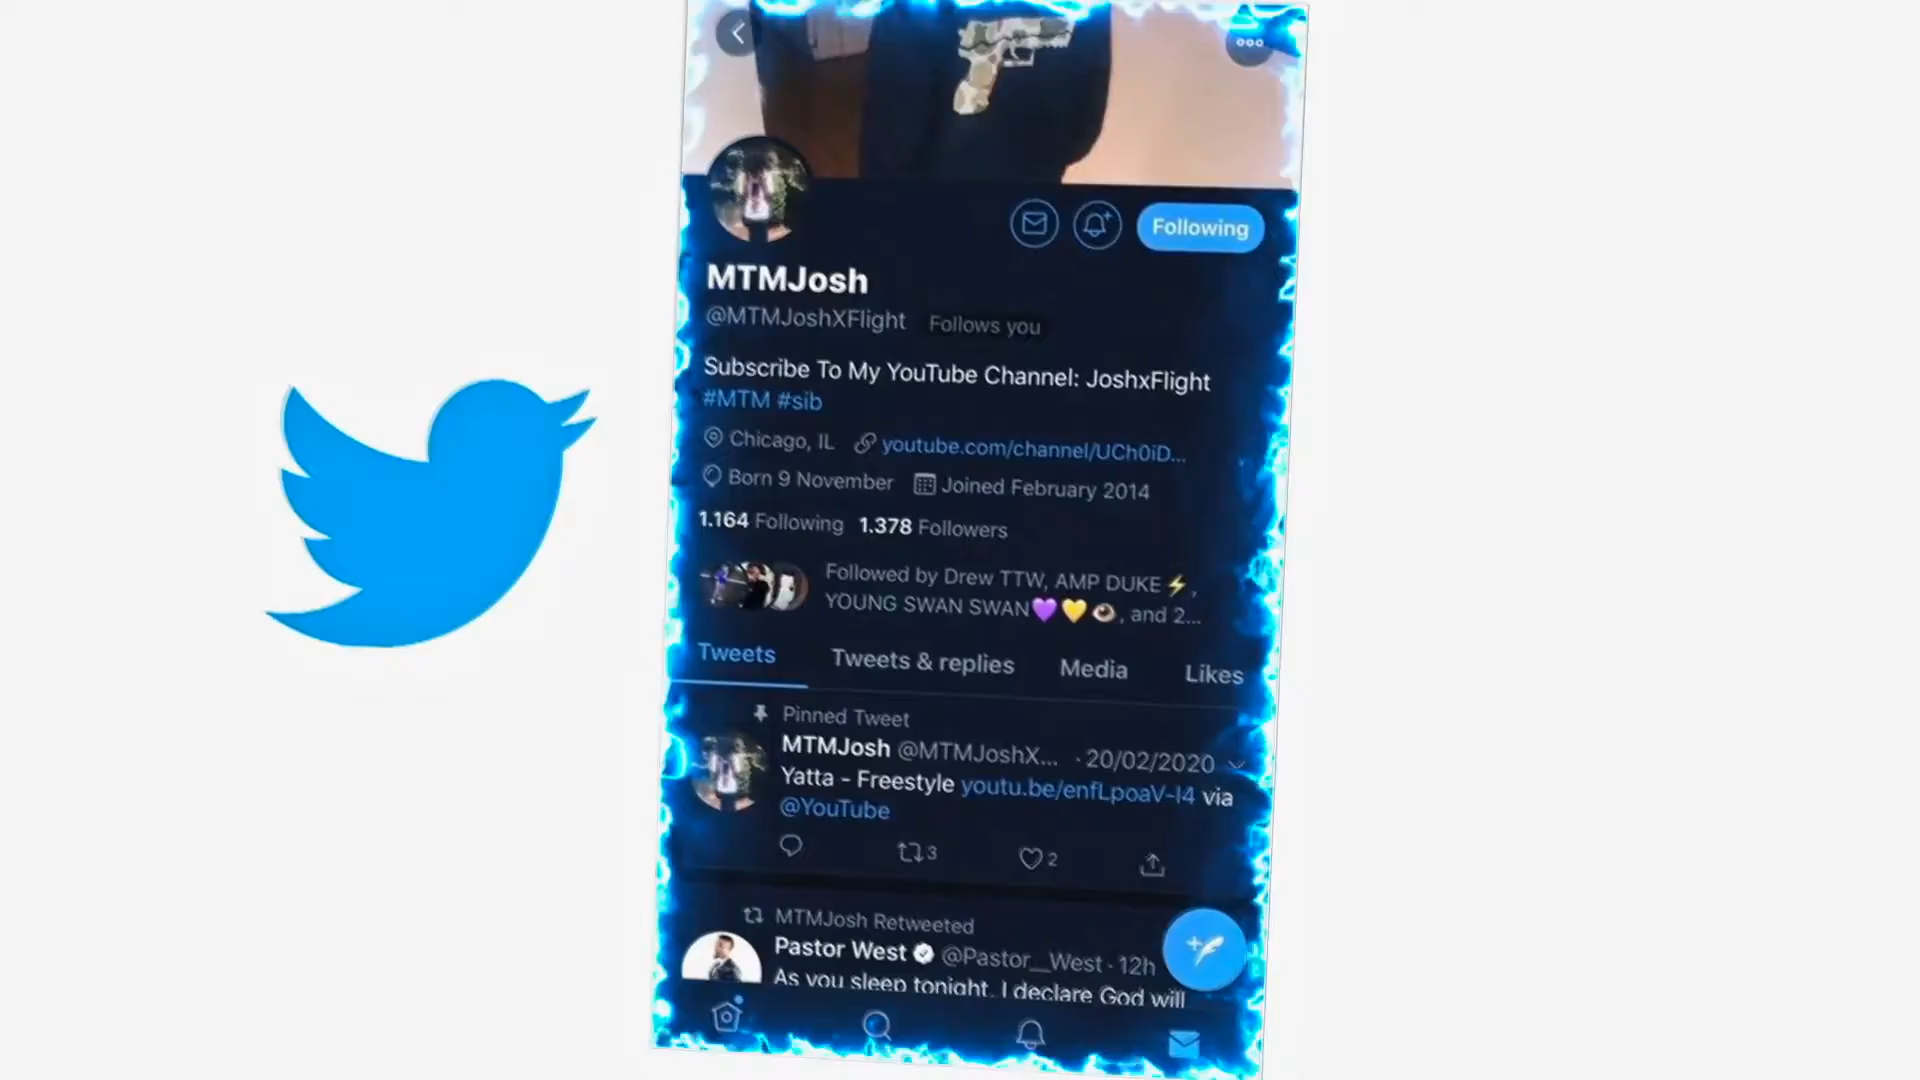 Following
MTMJosh
@MTMJoshXFlight Follows you
Subscribe To My YouTube Channel: JoshxFlight
#MTM #sib
Chicago, IL youtube.com/channel/UCh0iD...
Born 9 November Joined February 2014
1.164 Following 1.378 Followers
Followed by Drew TTW, AMP DUKE⚡,
YOUNG SWAN SWAN💜💛👁, and 2...
Tweets Tweets & replies Media Likes
Pinned Tweet
MTMJosh @MTMJoshX... · 20/02/2020
Yatta - Freestyle youtu.be/enfLpoaV-I4 via
@YouTube
3 2
MTMJosh Retweeted
Pastor West @Pastor__West · 12h
As you sleep tonight, I declare God will